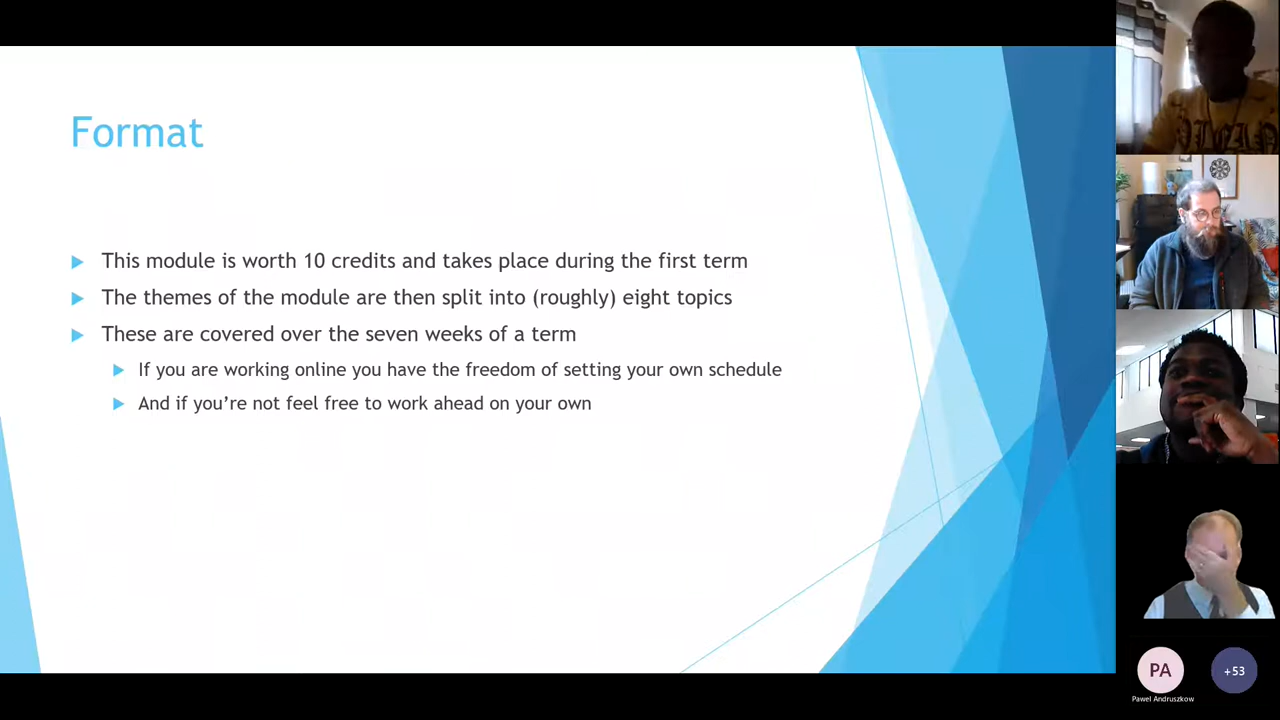 Format
This module is worth 10 credits and takes place during the first term
The themes of the module are then split into (roughly) eight topics
These are covered over the seven weeks of a term
If you are working online you have the freedom of setting your own schedule
And if you’re not feel free to work ahead on your own
PA
+53
Pawel Andruszkow